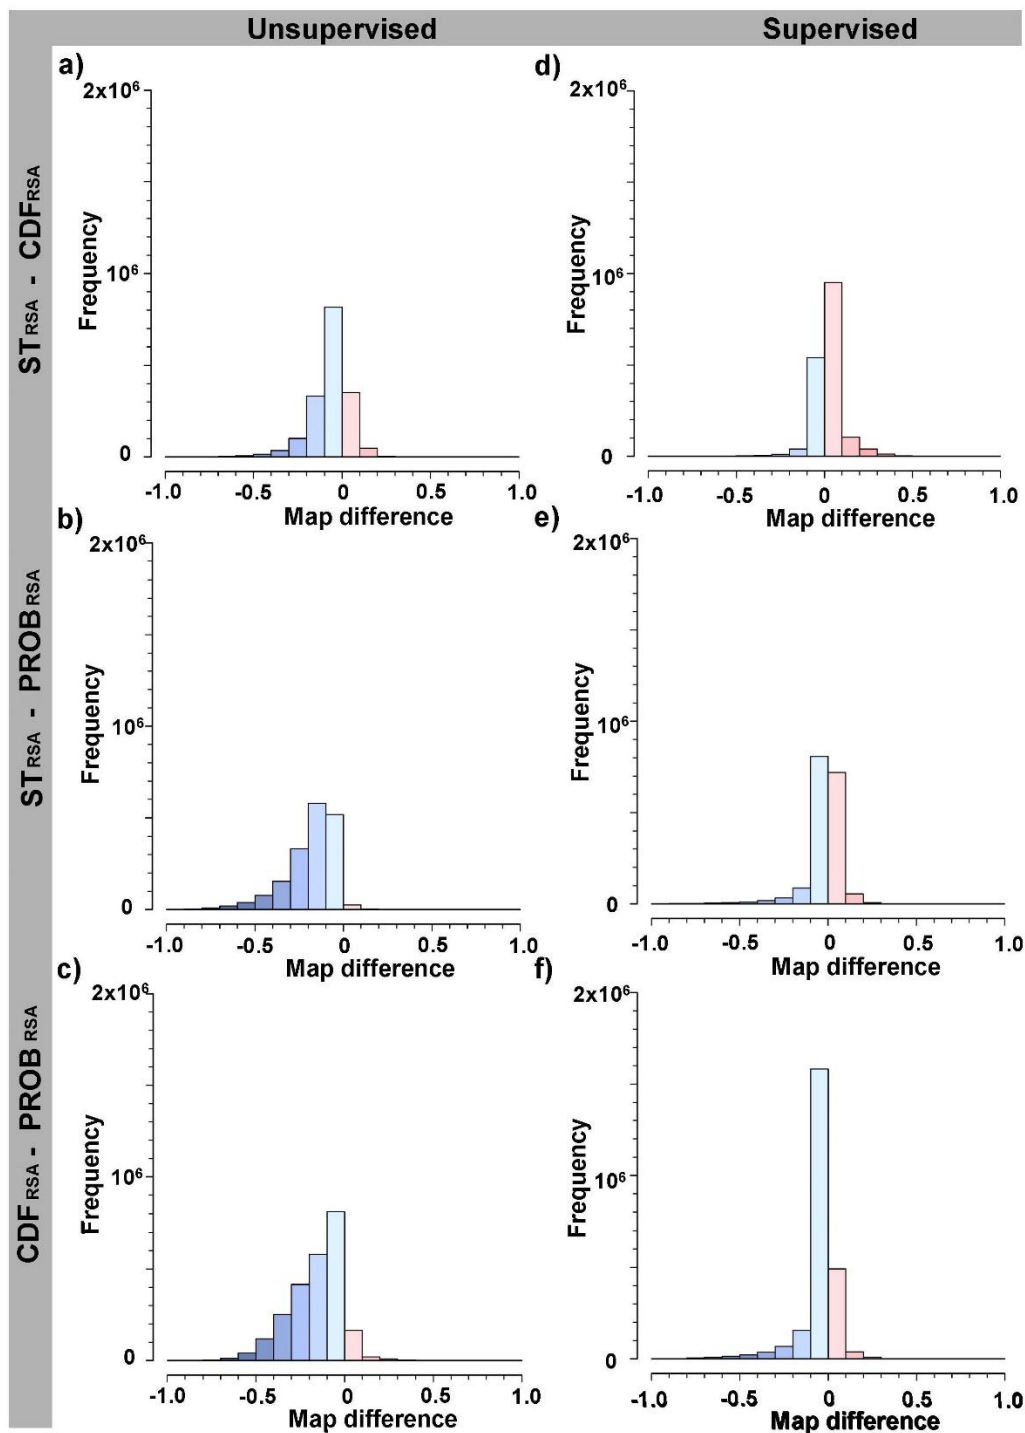 Unsupervised
Supervised
STRSA - CDFRSA
a)
2x10⁶
10⁶
0
Frequency
-1.0 -0.5 0 0.5 1.0
Map difference
d)
2x10⁶
10⁶
0
Frequency
-1.0 -0.5 0 0.5 1.0
Map difference
STRSA - PROBRSA
b)
2x10⁶
10⁶
0
Frequency
-1.0 -0.5 0 0.5 1.0
Map difference
e)
2x10⁶
10⁶
0
Frequency
-1.0 -0.5 0 0.5 1.0
Map difference
CDFRSA - PROBRSA
c)
2x10⁶
10⁶
0
Frequency
-1.0 -0.5 0 0.5 1.0
Map difference
f)
2x10⁶
10⁶
0
Frequency
-1.0 -0.5 0 0.5 1.0
Map difference